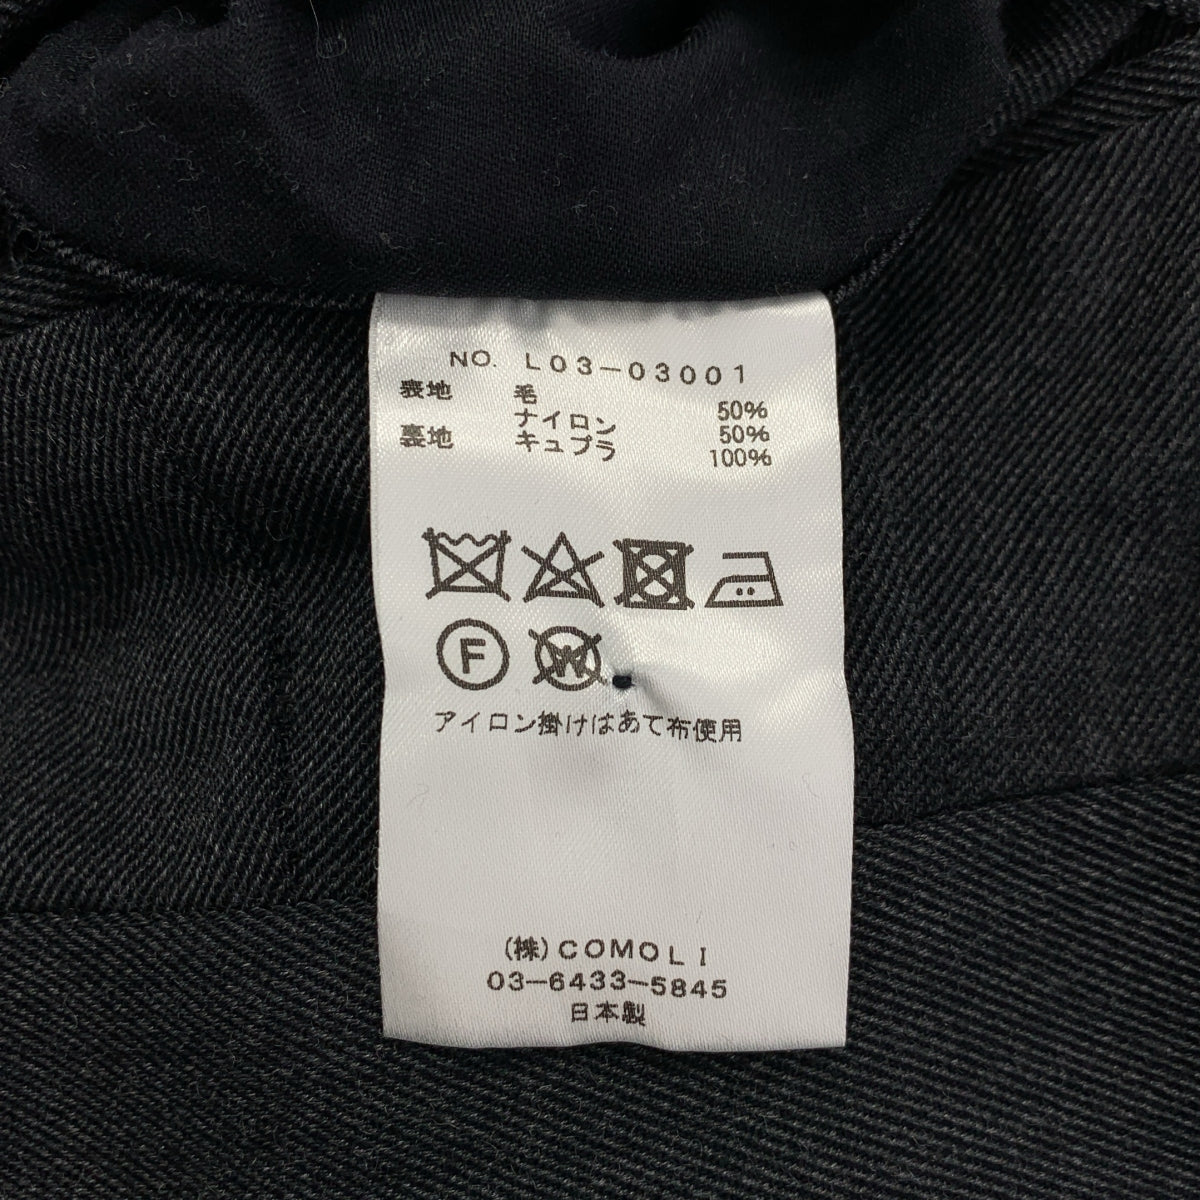 NO. L03-03001
表地 毛 50%
ナイロン 50%
裏地 キュプラ 100%
F W
アイロン掛けはあて布使用
(株)COMOLI
03-6433-5845
日本製